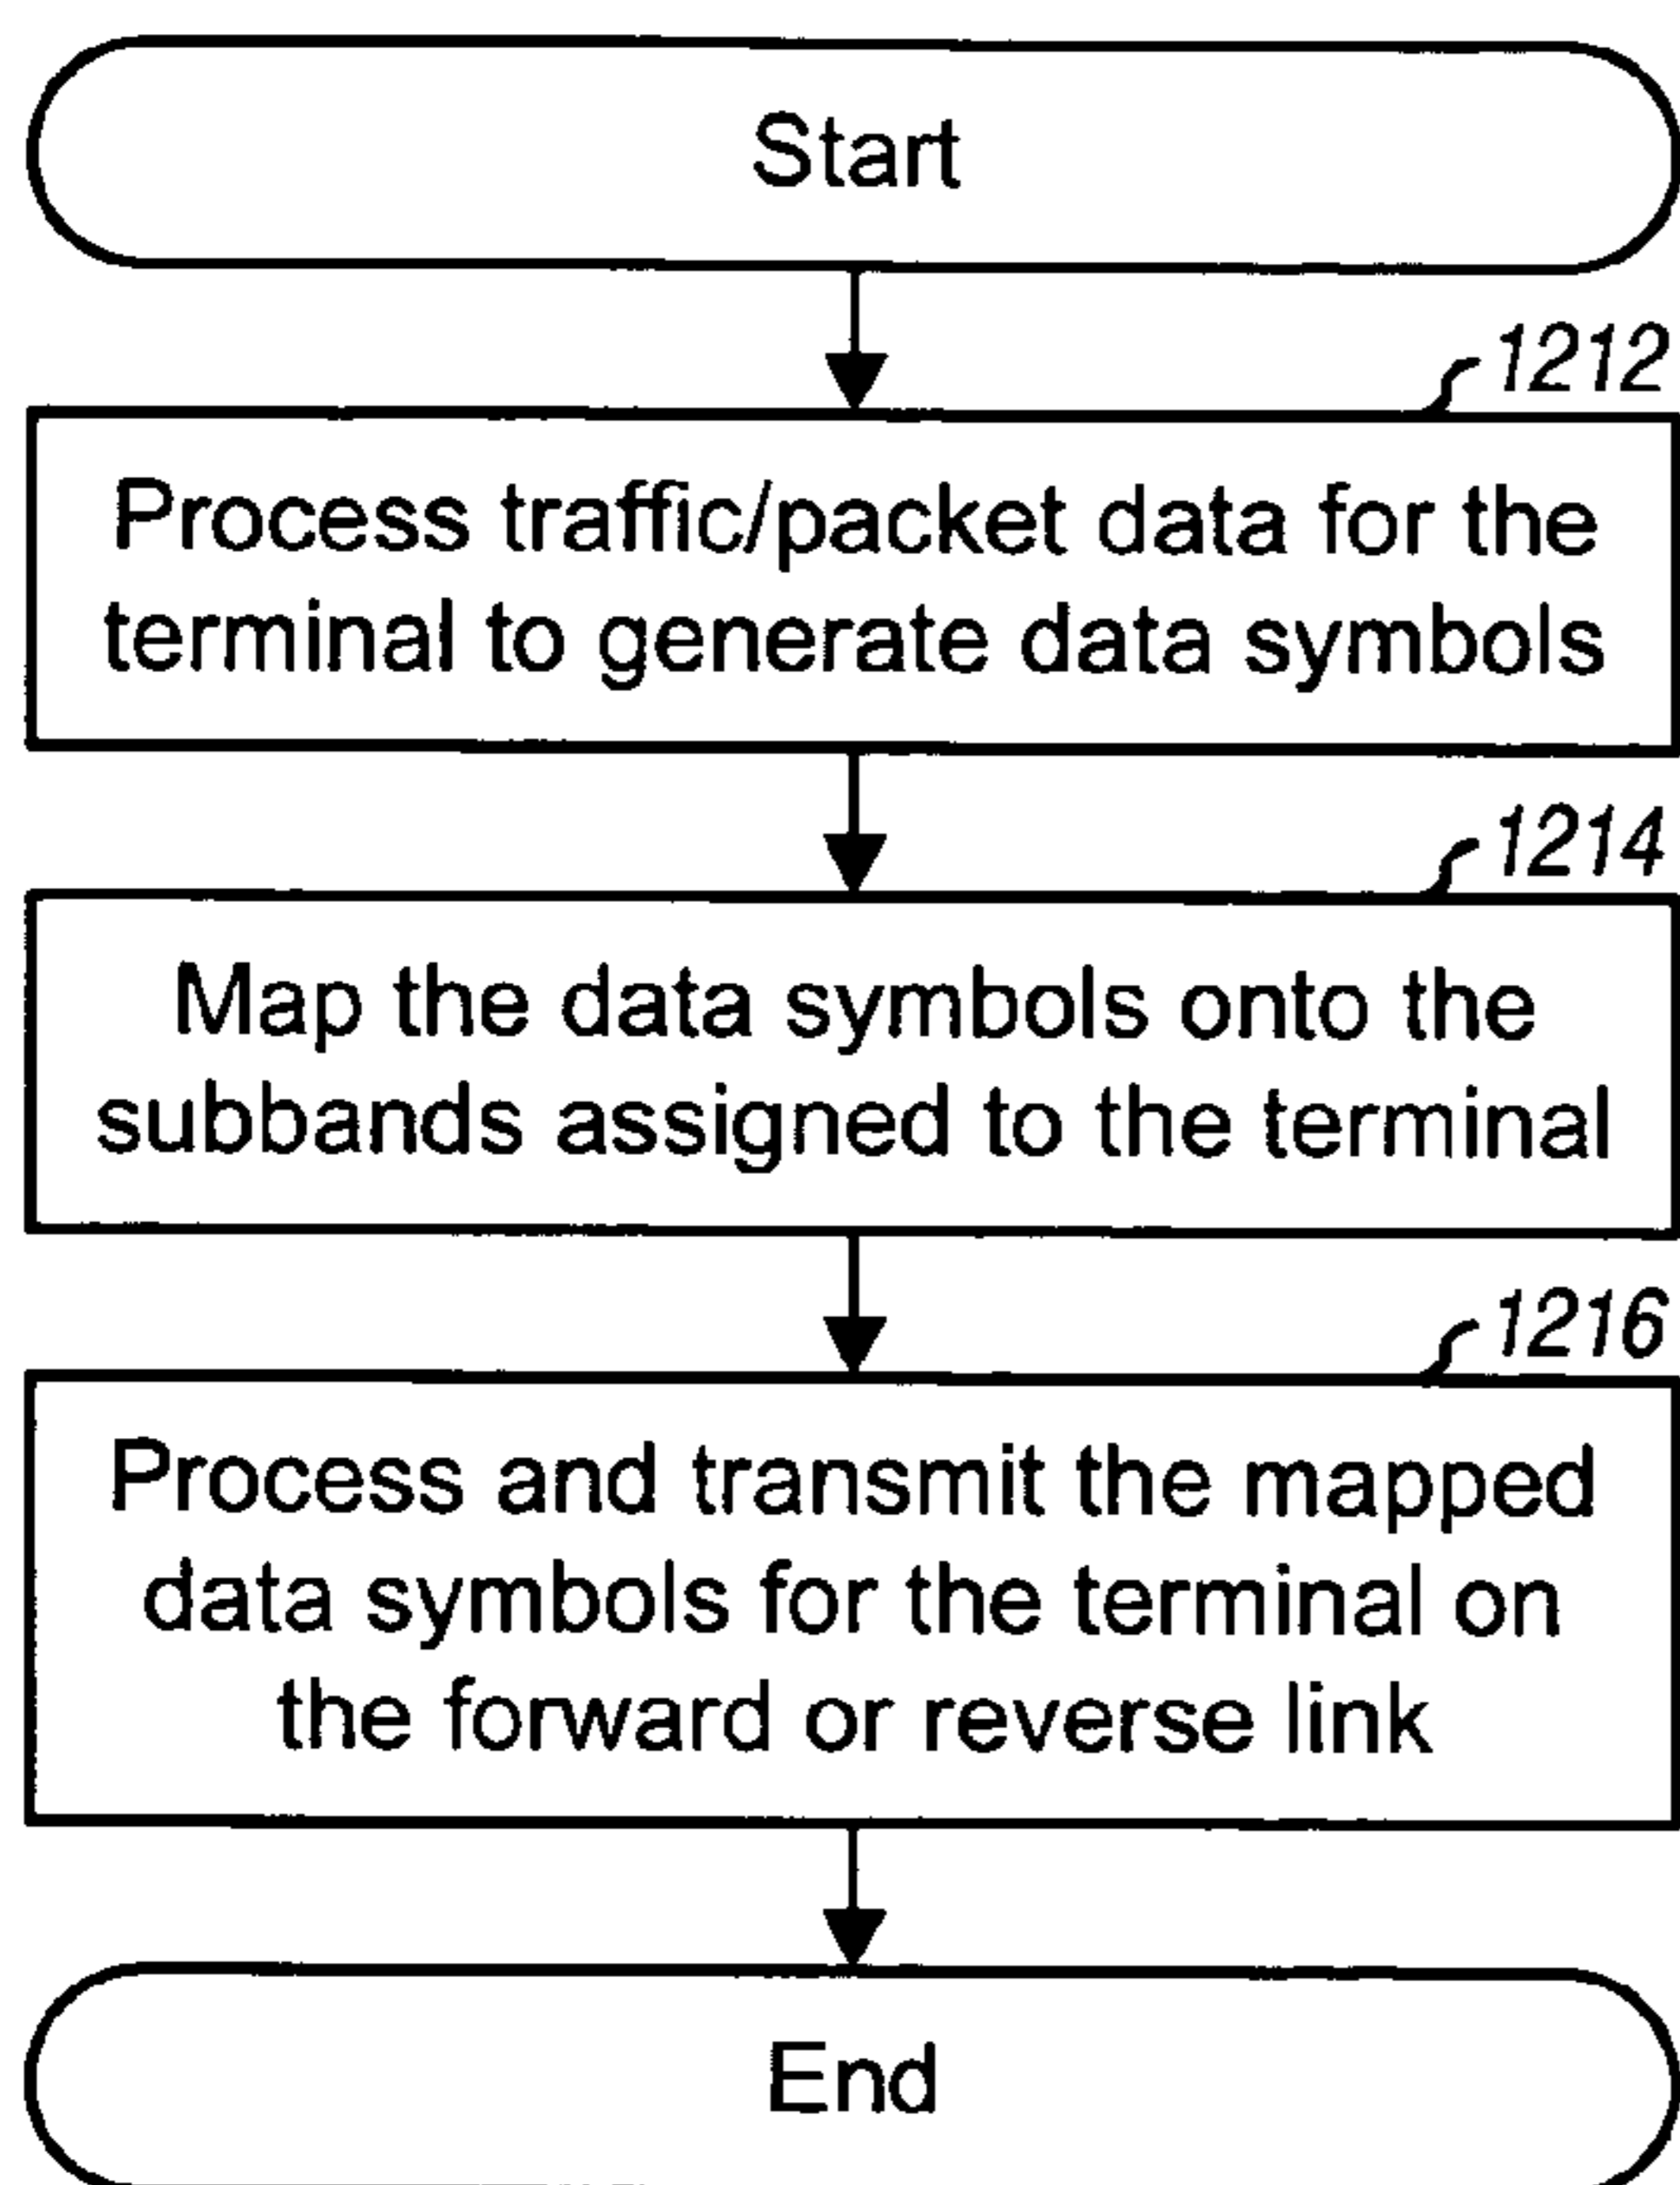 Start
1212
Process traffic/packet data for the
terminal to generate data symbols
1214
Map the data symbols onto the
subbands assigned to the terminal
1216
Process and transmit the mapped
data symbols for the terminal on
the forward or reverse link
End